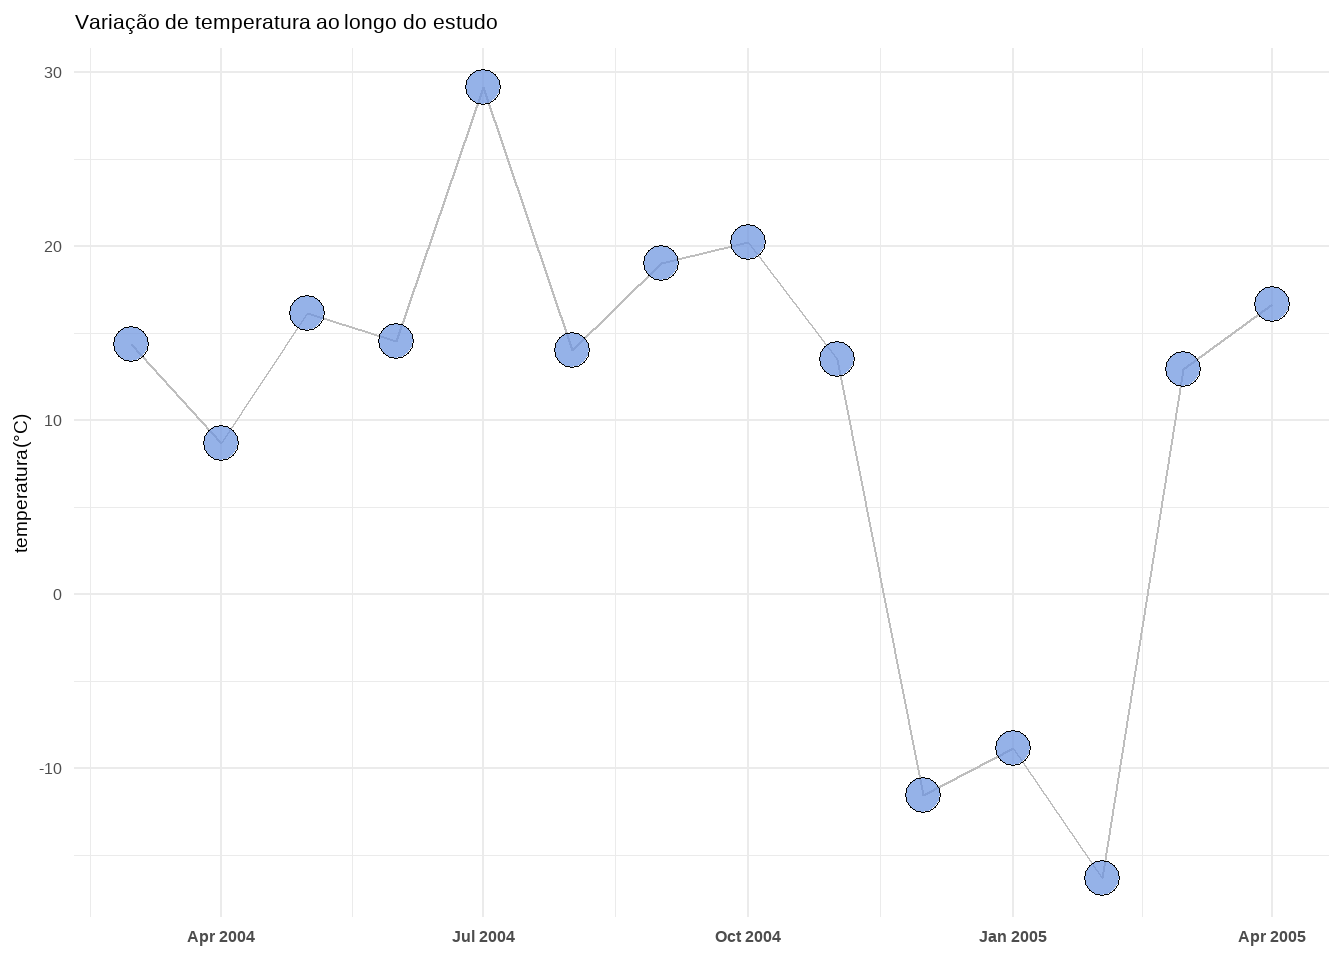 Variação de temperatura ao longo do estudo
temperatura(°C)
30
20
10
0
-10
Apr 2004
Jul 2004
Oct 2004
Jan 2005
Apr 2005